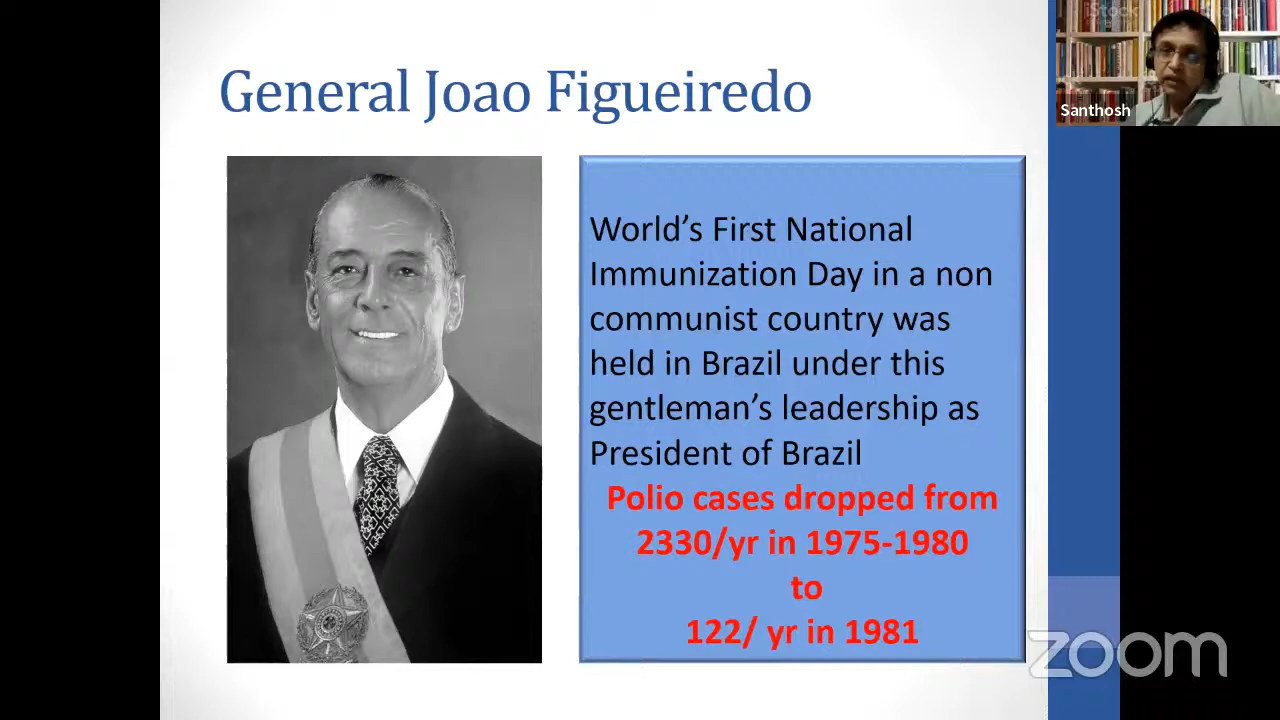 General Joao Figueiredo
World's First National
Immunization Day in a non
communist country was
held in Brazil under this
gentleman's leadership as
President of Brazil
Polio cases dropped from
2330/yr in 1975-1980
to
122/ yr in 1981
iStock
Santhosh
zoom